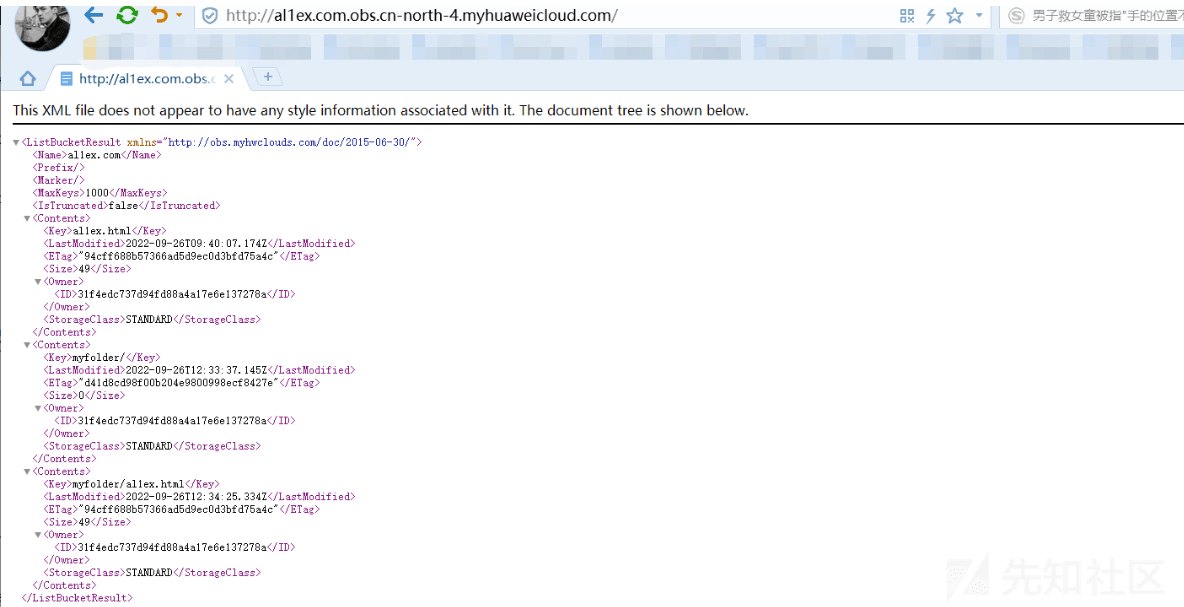 http://al1ex.com.obs.cn-north-4.myhuaweicloud.com/
男子救女童被指"手的位置不
http://al1ex.com.obs.c
This XML file does not appear to have any style information associated with it. The document tree is shown below.
▼<ListBucketResult xmlns="http://obs.myhwclouds.com/doc/2015-06-30/">
<Name>al1ex.com</Name>
<Prefix/>
<Marker/>
<MaxKeys>1000</MaxKeys>
<IsTruncated>false</IsTruncated>
▼<Contents>
<Key>al1ex.html</Key>
<LastModified>2022-09-26T09:40:07.174Z</LastModified>
<ETag>"94cff688b57366ad5d9ec0d3bfd75a4c"</ETag>
<Size>49</Size>
▼<Owner>
<ID>31f4edc737d94fd88a4a17e6e137278a</ID>
</Owner>
<StorageClass>STANDARD</StorageClass>
</Contents>
▼<Contents>
<Key>myfolder/</Key>
<LastModified>2022-09-26T12:33:37.145Z</LastModified>
<ETag>"d41d8cd98f00b204e9800998ecf8427e"</ETag>
<Size>0</Size>
▼<Owner>
<ID>31f4edc737d94fd88a4a17e6e137278a</ID>
</Owner>
<StorageClass>STANDARD</StorageClass>
</Contents>
▼<Contents>
<Key>myfolder/al1ex.html</Key>
<LastModified>2022-09-26T12:34:25.334Z</LastModified>
<ETag>"94cff688b57366ad5d9ec0d3bfd75a4c"</ETag>
<Size>49</Size>
▼<Owner>
<ID>31f4edc737d94fd88a4a17e6e137278a</ID>
</Owner>
<StorageClass>STANDARD</StorageClass>
</Contents>
</ListBucketResult>
先知社区